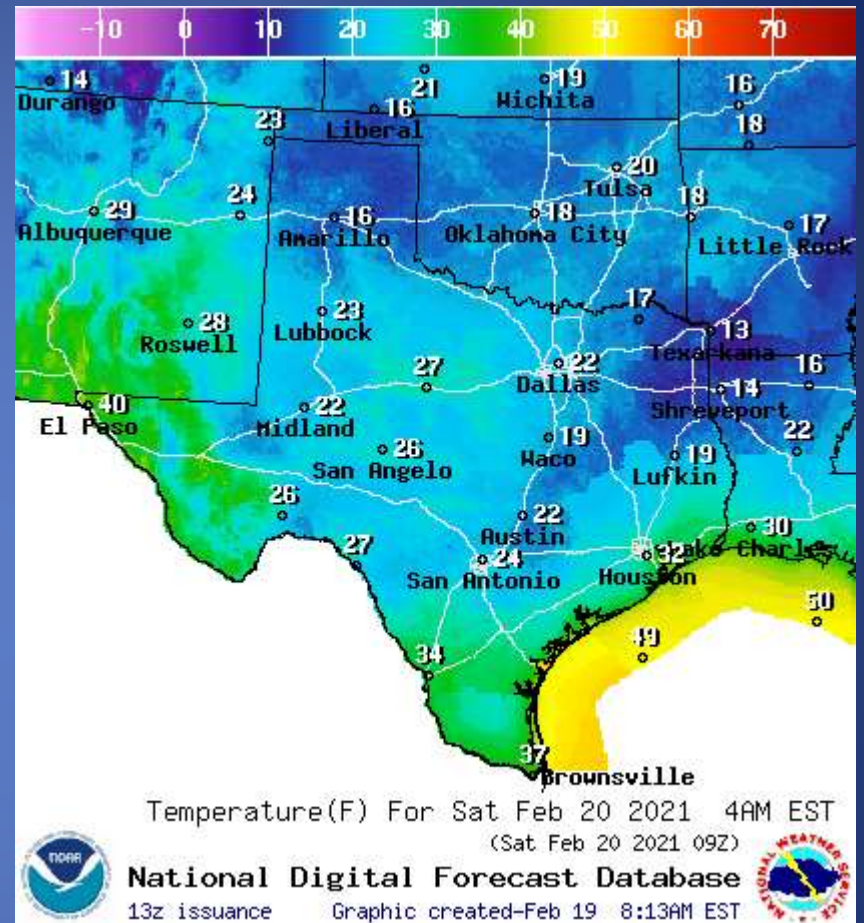 -10 0 10 20 30 40 50 60 70
14
Durango
21
19
Wichita
16
16
Liberal
18
23
20
Tulsa
29
Albuquerque
24
16
Amarillo
18
Oklahoma City
18
17
Little Rock
28
Roswell
23
Lubbock
17
13
Texarkana
27
22
Dallas
14
Shreveport
16
40
El Paso
22
Midland
26
San Angelo
19
Waco
19
Lufkin
22
26
22
Austin
30
Lake Charl
27
24
San Antonio
32
Houston
50
49
34
37
Brownsville
Temperature(F) For Sat Feb 20 2021 4AM EST
(Sat Feb 20 2021 09Z)
NOAA
National Digital Forecast Database
13z issuance Graphic created-Feb 19 8:13AM EST
NATIONAL WEATHER SERVICE